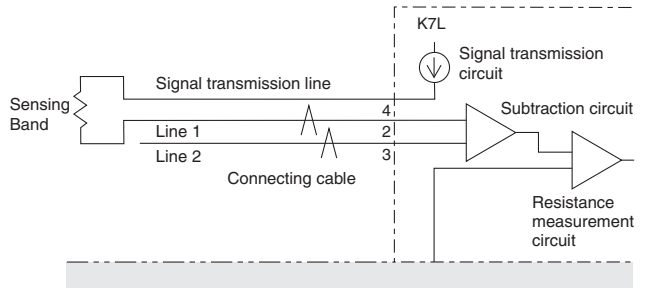 K7L
Signal transmission
circuit
Signal transmission line
Sensing
Band
4
Subtraction circuit
Line 1
2
Line 2
3
Connecting cable
Resistance
measurement
circuit